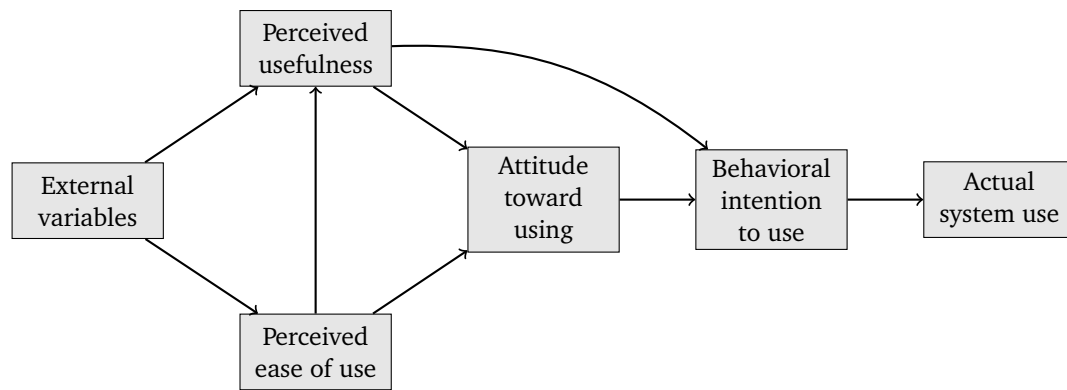 Perceived
usefulness
External
variables
Attitude
toward
using
Behavioral
intention
to use
Actual
system use
Perceived
ease of use